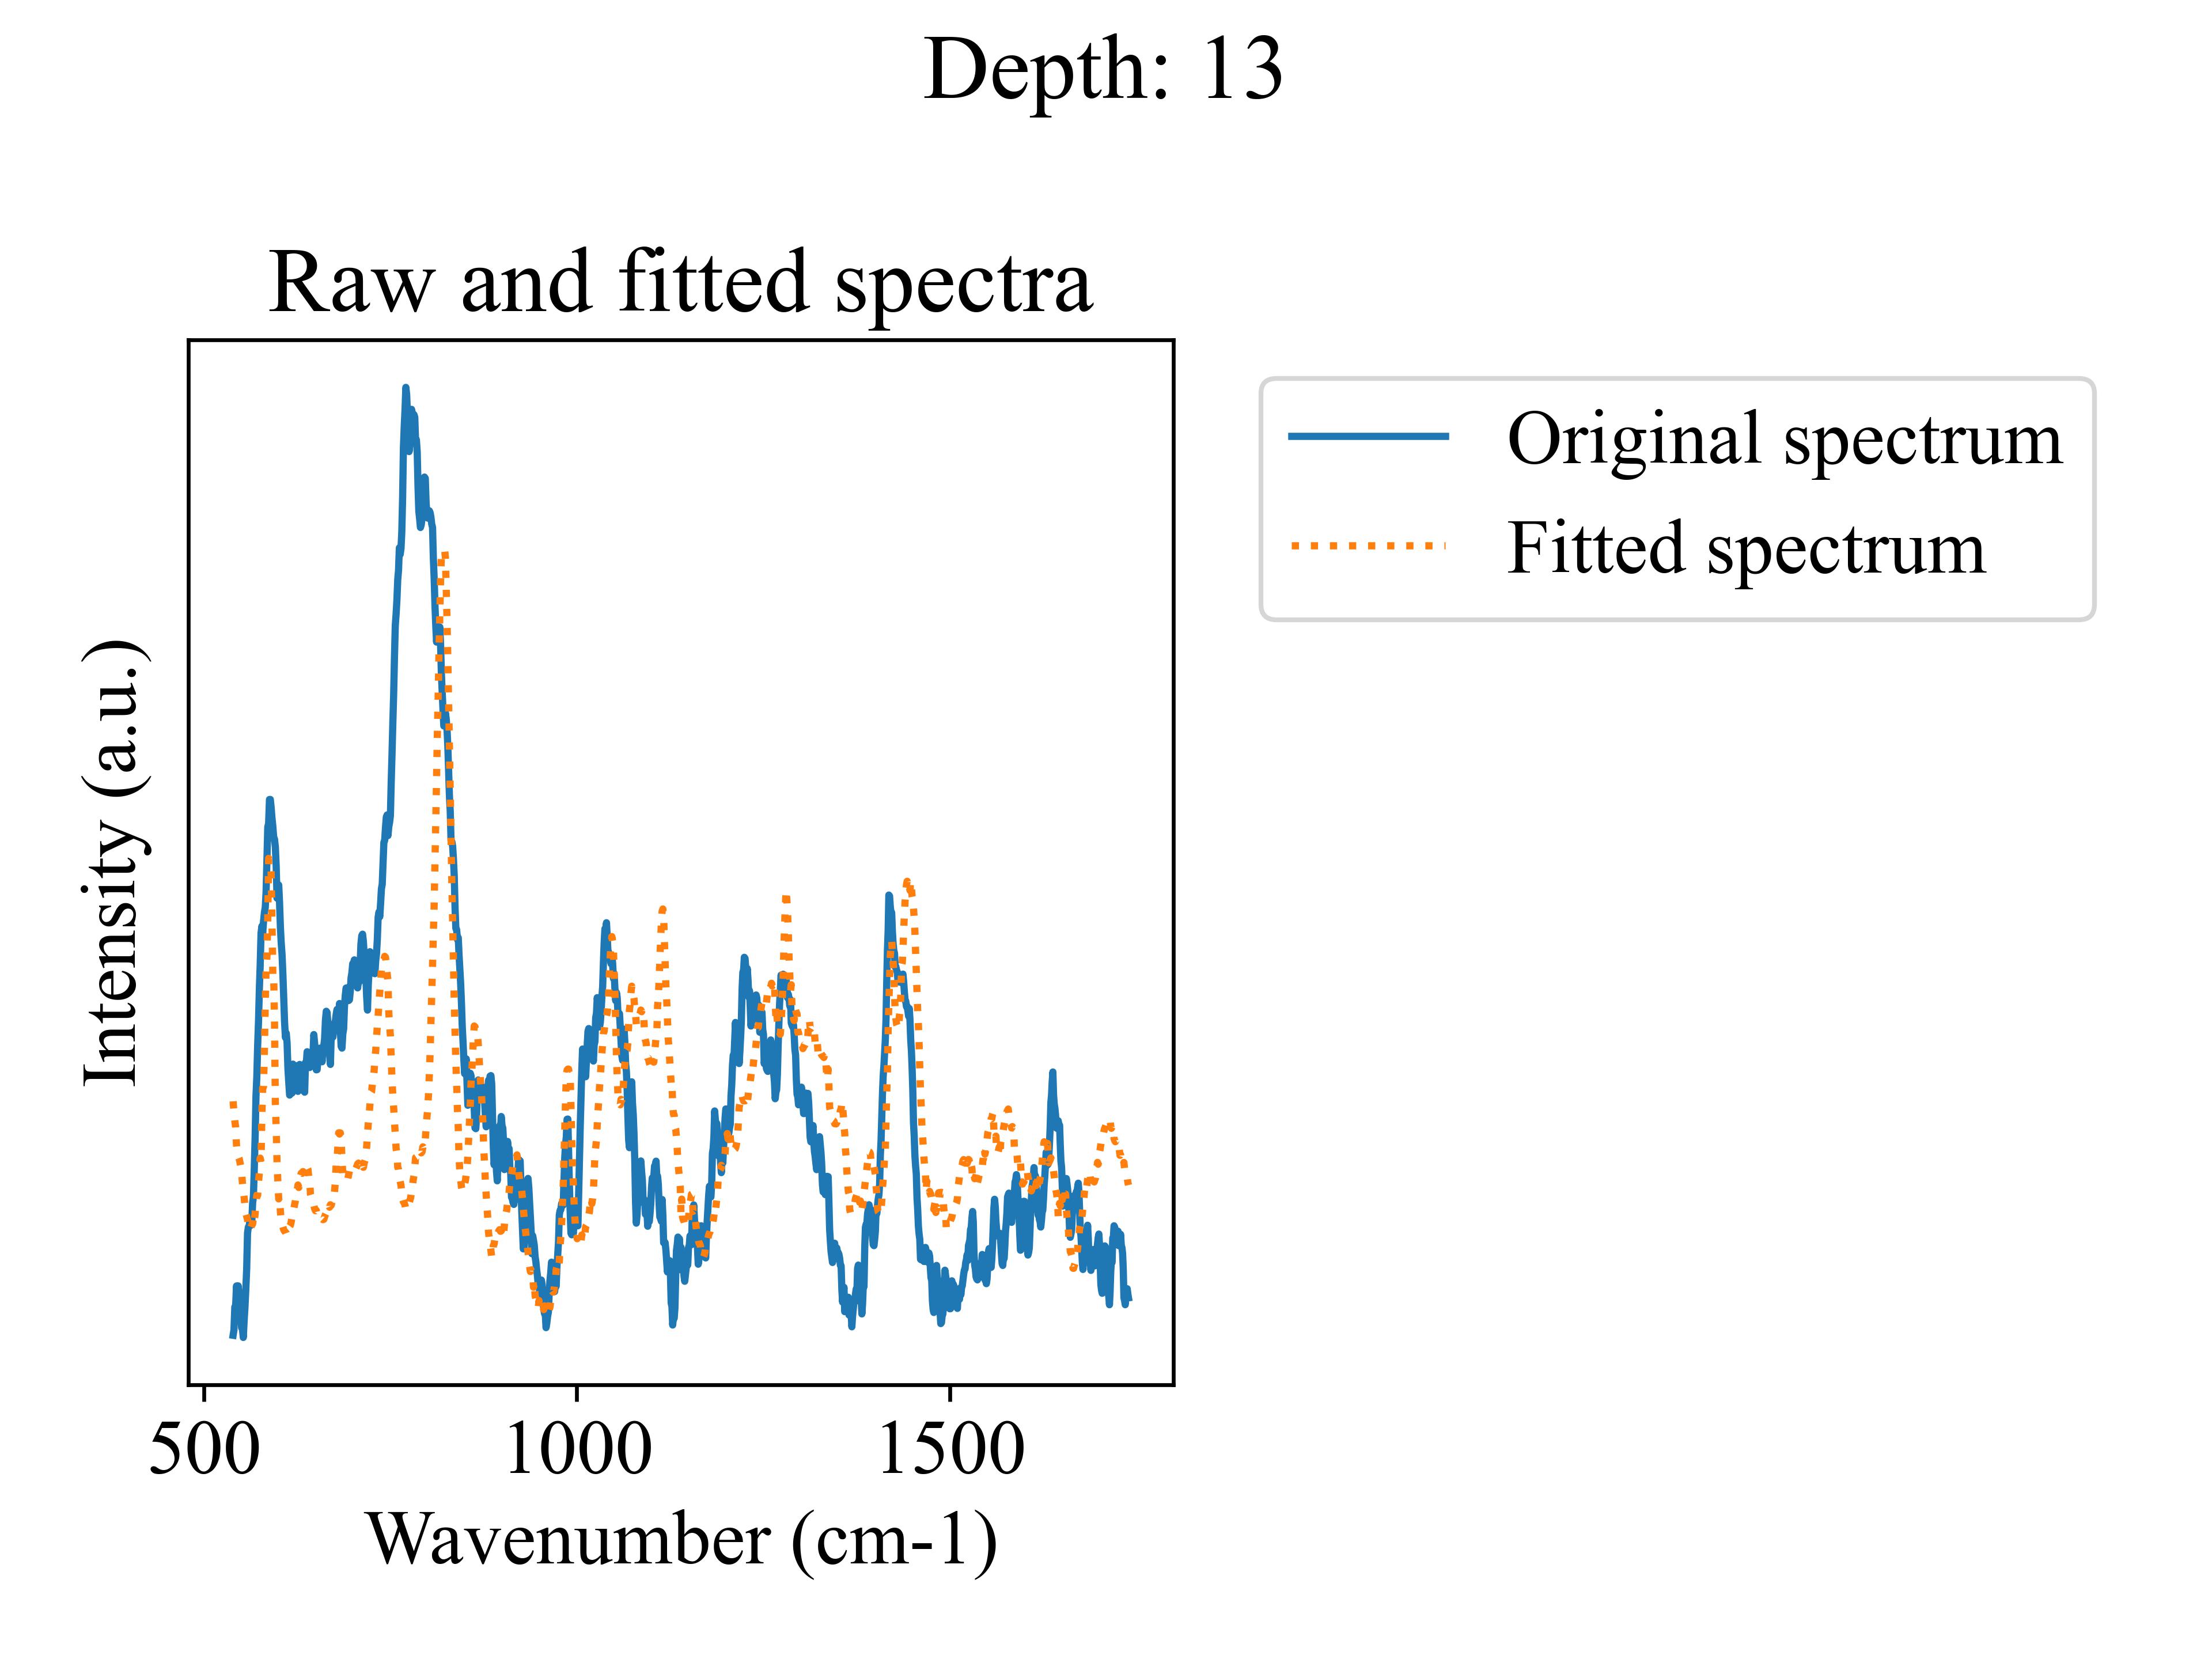 Depth: 13
Raw and fitted spectra
Original spectrum
Fitted spectrum
Intensity (a.u.)
500 1000 1500
Wavenumber (cm-1)